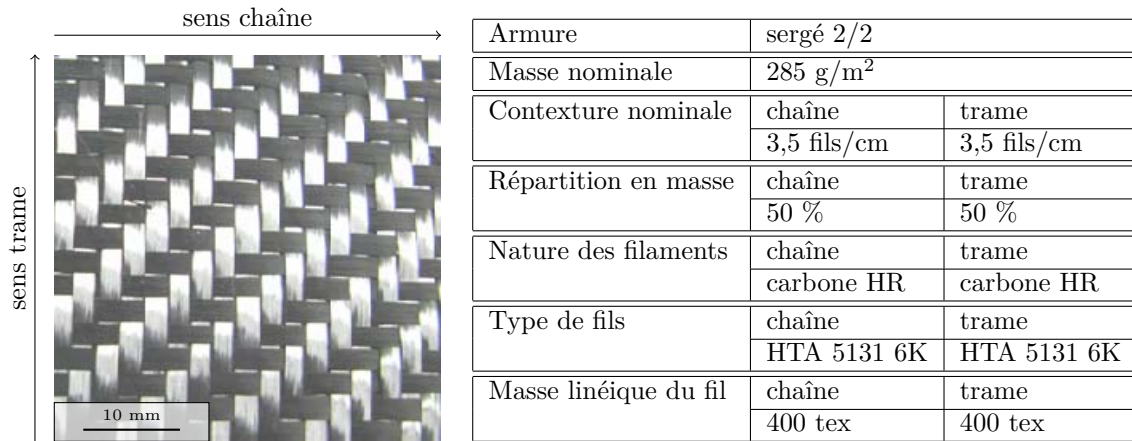 sens chaîne
sens trame
10 mm
Armure sergé 2/2
Masse nominale 285 g/m²
Contexture nominale chaîne trame
3,5 fils/cm 3,5 fils/cm
Répartition en masse chaîne trame
50 % 50 %
Nature des filaments chaîne trame
carbone HR carbone HR
Type de fils chaîne trame
HTA 5131 6K HTA 5131 6K
Masse linéique du fil chaîne trame
400 tex 400 tex